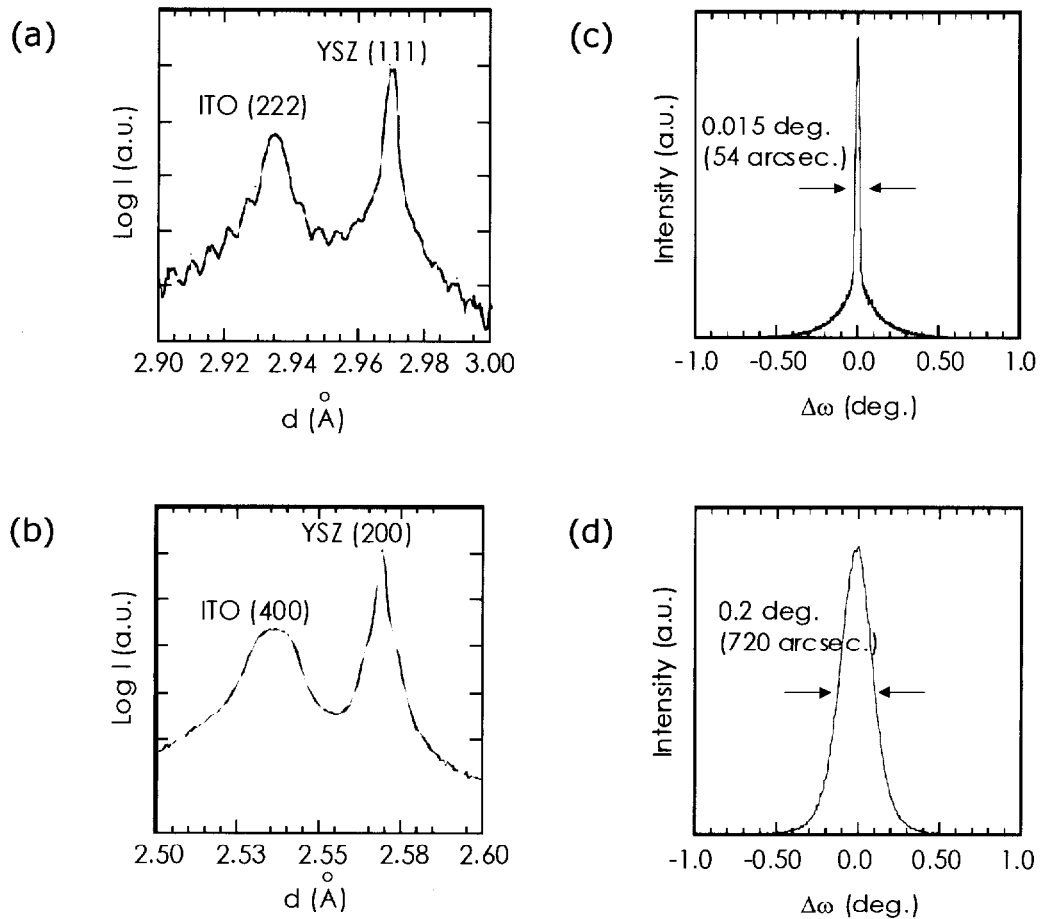 (a)
YSZ (111)
ITO (222)
Log I (a.u.)
2.90 2.92 2.94 2.96 2.98 3.00
d (Å)
(c)
0.015 deg.
(54 arcsec.)
Intensity (a.u.)
-1.0 -0.50 0.0 0.50 1.0
Δω (deg.)
(b)
YSZ (200)
ITO (400)
Log I (a.u.)
2.50 2.53 2.55 2.58 2.60
d (Å)
(d)
0.2 deg.
(720 arcsec.)
Intensity (a.u.)
-1.0 -0.50 0.0 0.50 1.0
Δω (deg.)